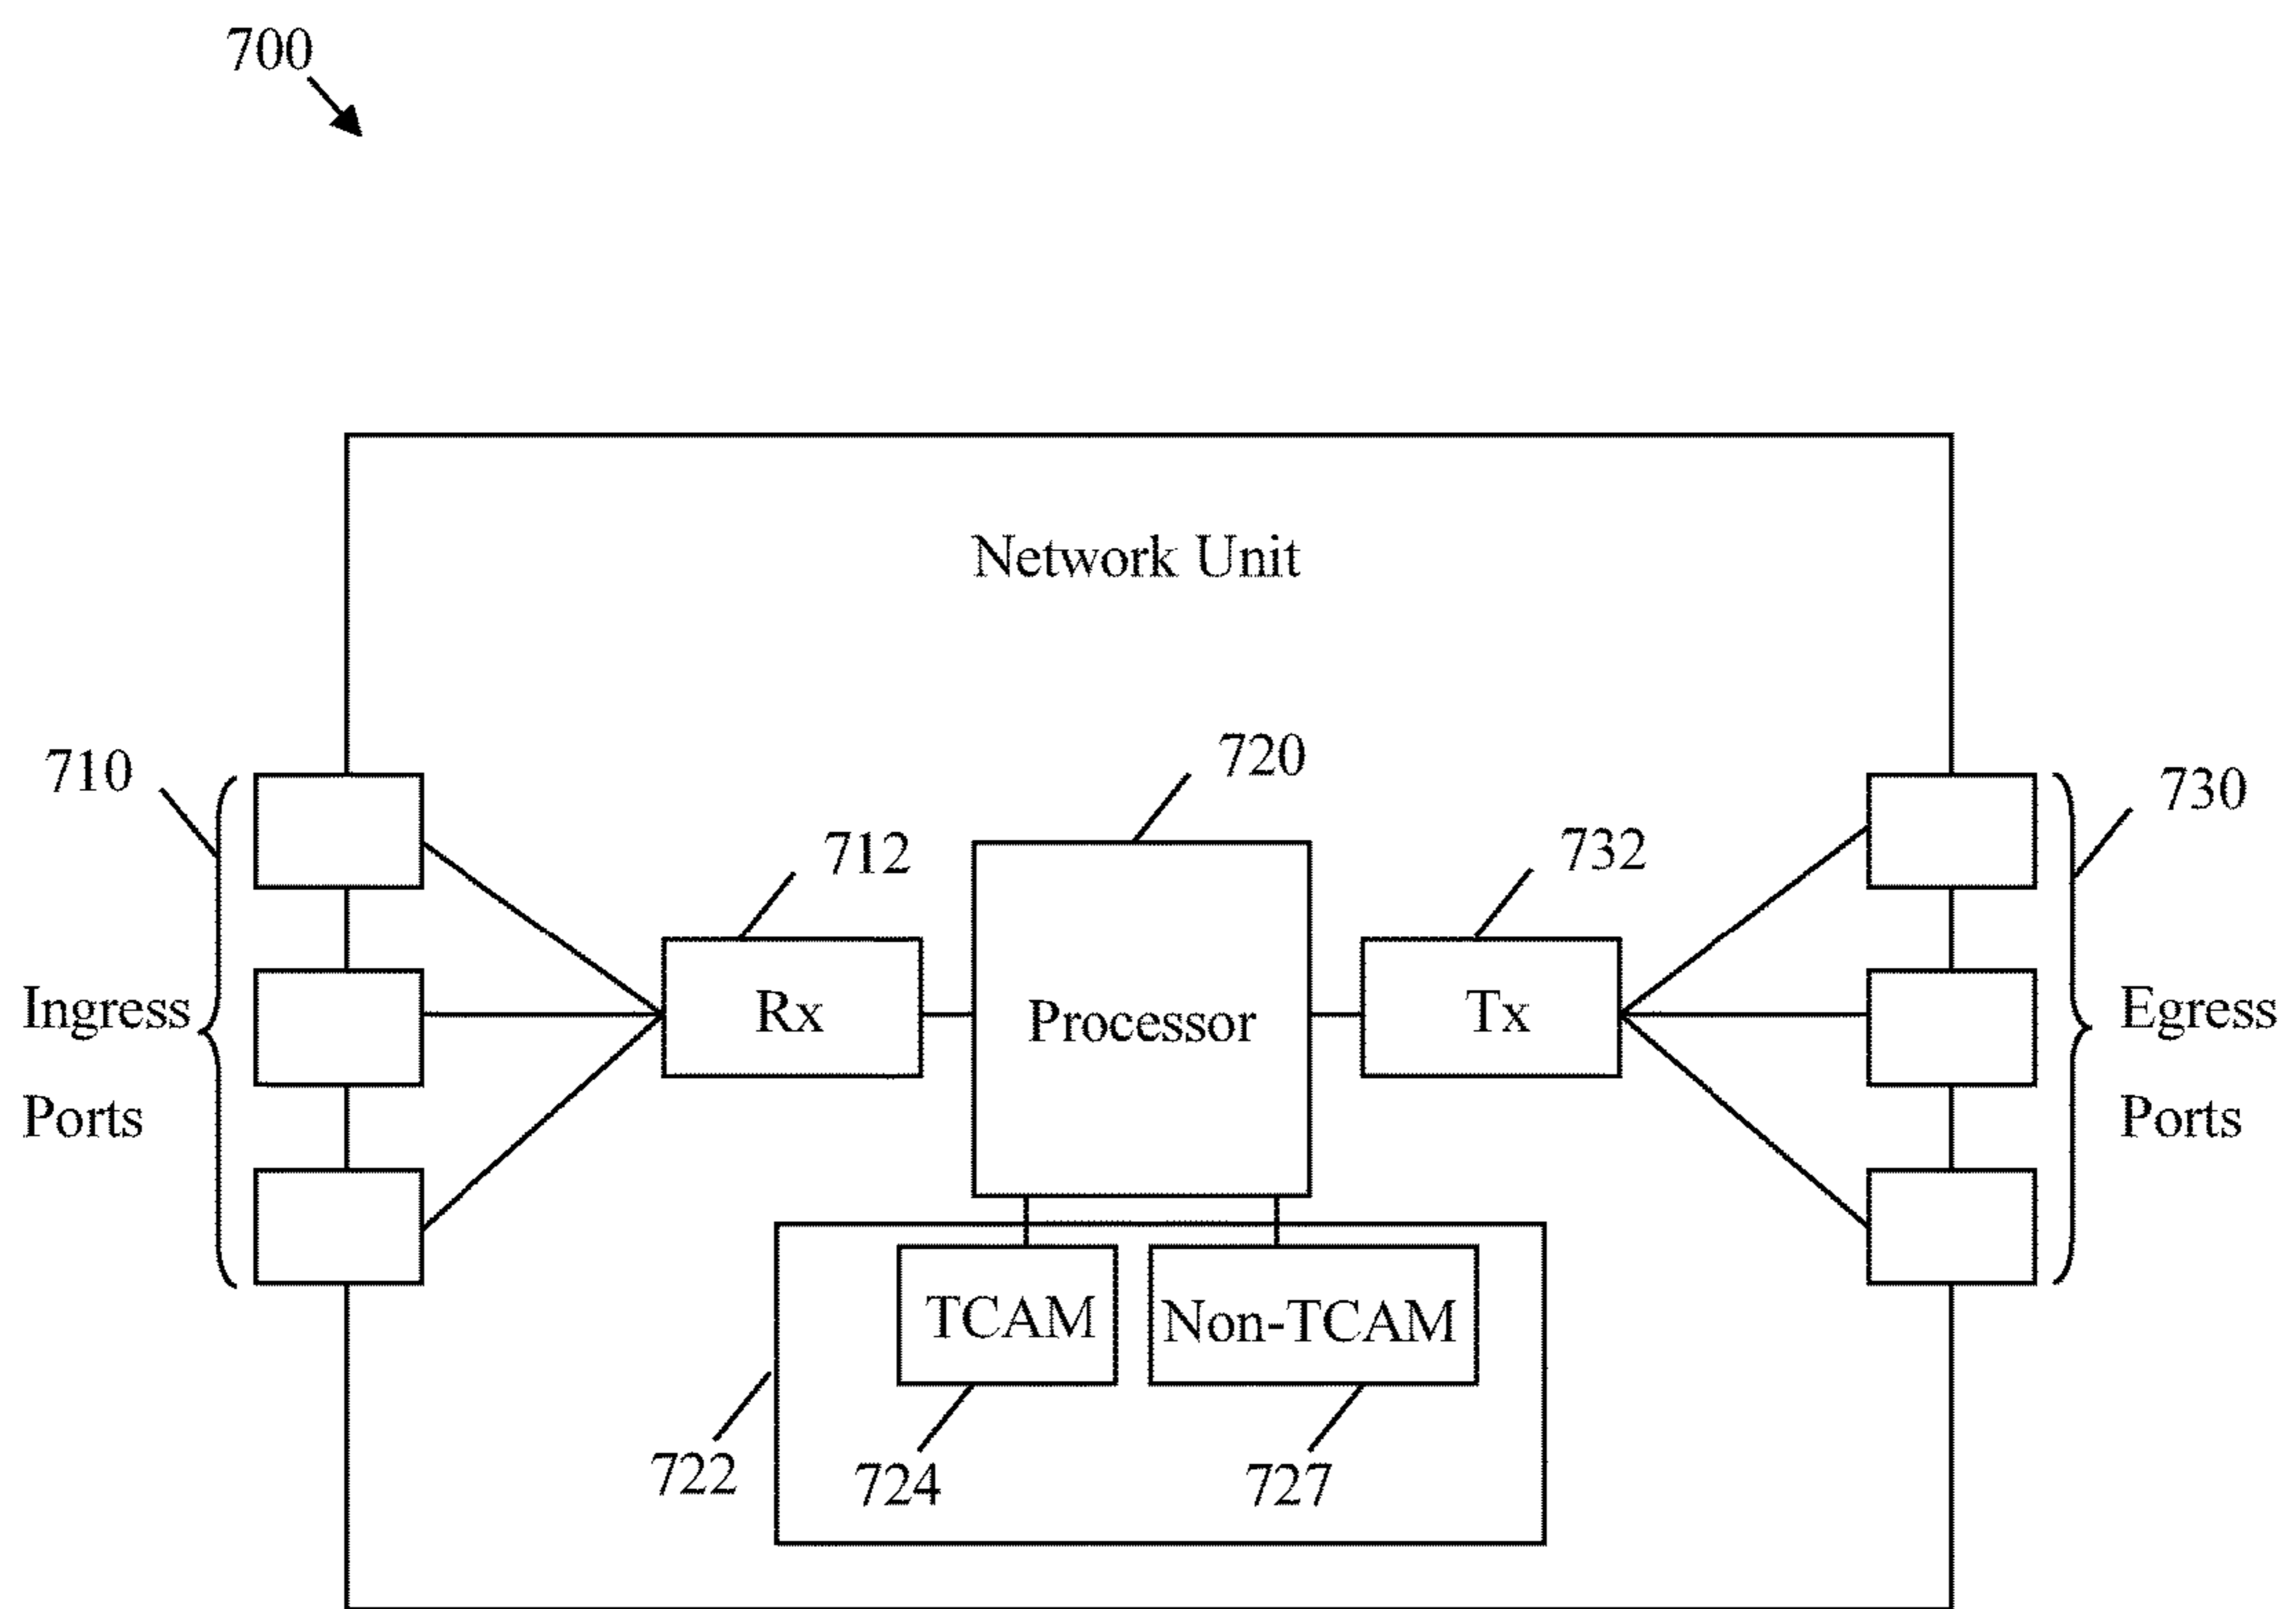 700
Network Unit
710
720
730
712
732
Ingress
Ports
Rx
Processor
Tx
Egress
Ports
TCAM
Non-TCAM
722
724
727